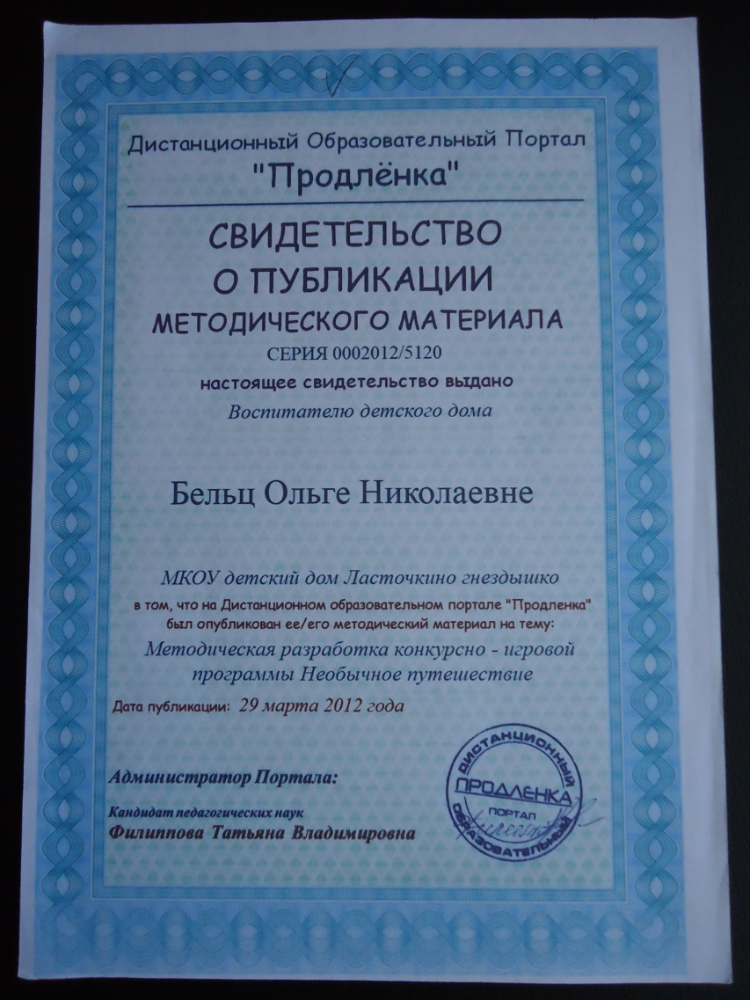 Дистанционный Образовательный Портал
"Продлёнка"
СВИДЕТЕЛЬСТВО
О ПУБЛИКАЦИИ
МЕТОДИЧЕСКОГО МАТЕРИАЛА
СЕРИЯ 0002012/5120
настоящее свидетельство выдано
Воспитателю детского дома
Бельц Ольге Николаевне
МКОУ детский дом Ласточкино гнездышко
в том, что на Дистанционном образовательном портале "Продленка"
был опубликован ее/его методический материал на тему:
Методическая разработка конкурсно - игровой
программы Необычное путешествие
Дата публикации: 29 марта 2012 года
Администратор Портала:
Кандидат педагогических наук
Филиппова Татьяна Владимировна
ДИСТАНЦИОННЫЙ
ПРОДЛЕНКА
ПОРТАЛ
ОБРАЗОВАТЕЛЬНЫЙ